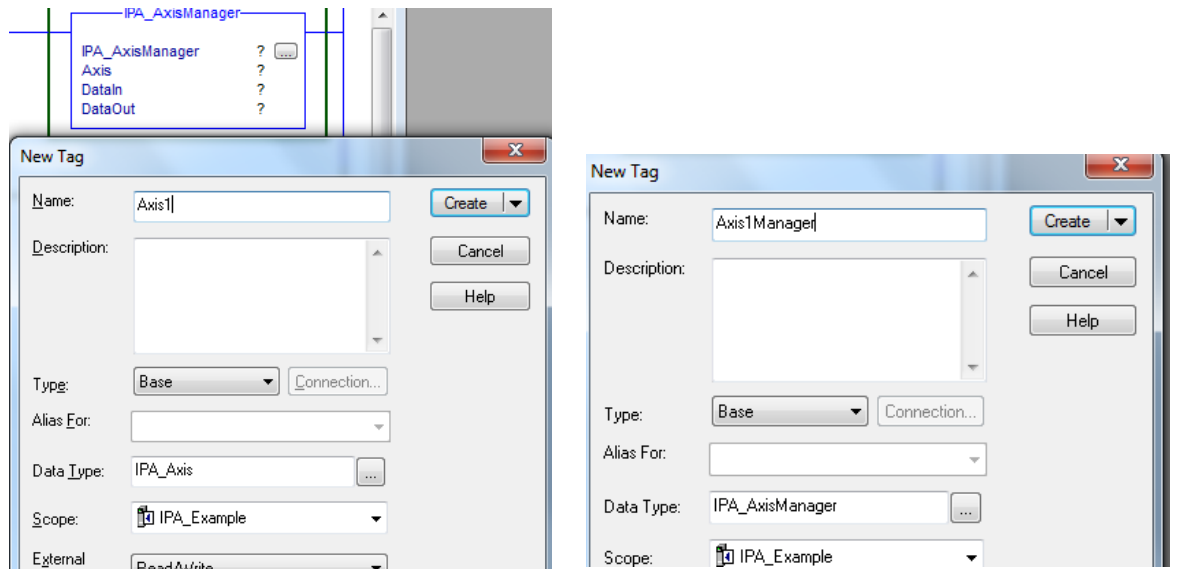 IPA_AxisManager
IPA_AxisManager ? ...
Axis ?
DataIn ?
DataOut ?
New Tag
Name: Axis1 Create
Description: Cancel
Help
Type: Base Connection...
Alias For:
Data Type: IPA_Axis ...
Scope: IPA_Example
External Read/Write
New Tag
Name: Axis1Manager Create
Description: Cancel
Help
Type: Base Connection...
Alias For:
Data Type: IPA_AxisManager ...
Scope: IPA_Example